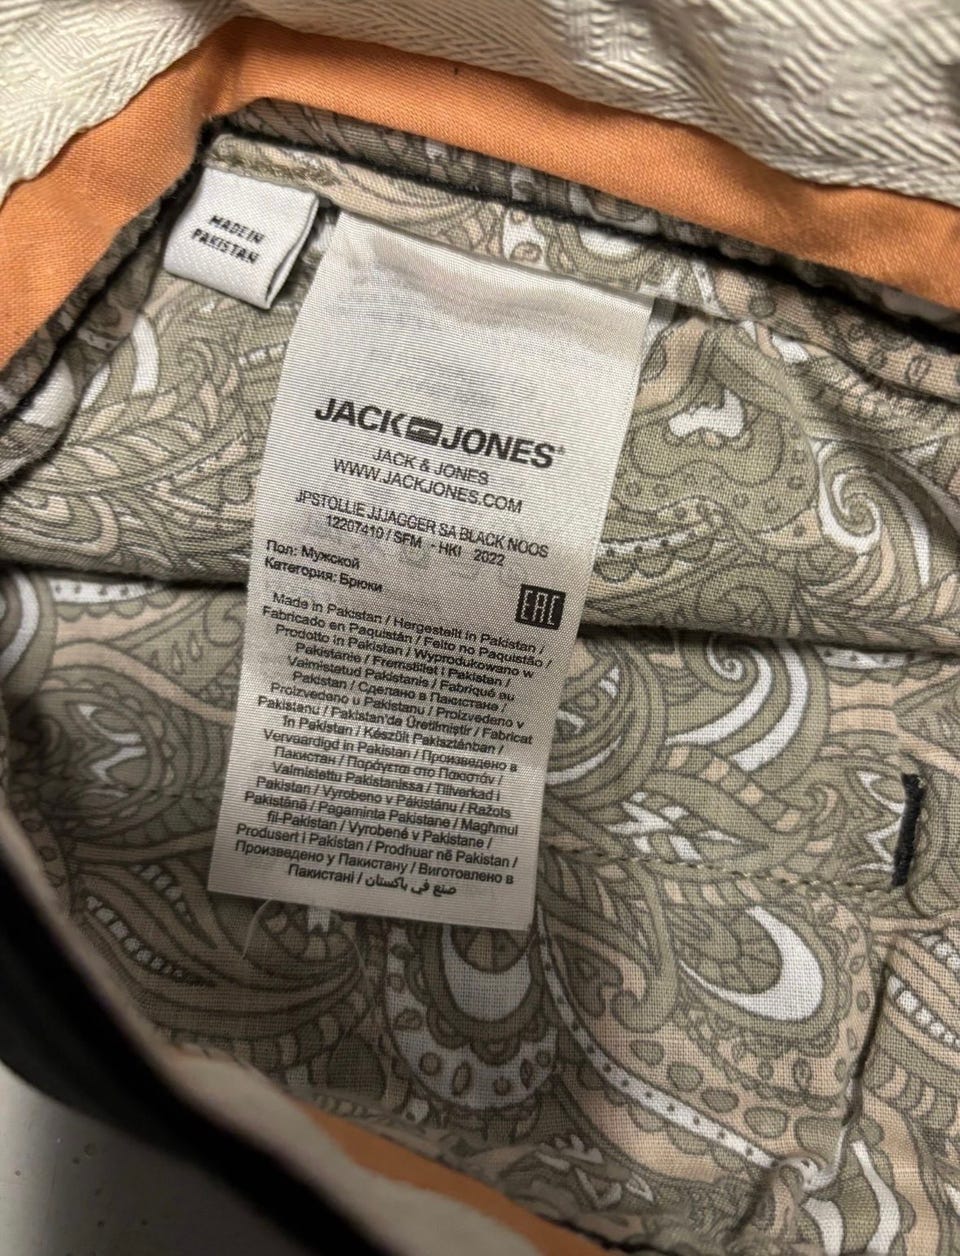 MADE IN
PAKISTAN
JACK JONES®
JACK & JONES
WWW.JACKJONES.COM
JPSTOLLIE JJJAGGER SA BLACK NOOS
12207410 / SFM - HKI 2022
Пол: Мужской
Категория: Брюки
EAC
Made in Pakistan / Hergestellt in Pakistan /
Fabricado en Paquistán / Feito no Paquistão /
Prodotto in Pakistan / Wyprodukowano w
Pakistanie / Fremstillet i Pakistan /
Valmistatud Pakistanis / Fabriqué au
Pakistan / Сделано в Пакистане /
Proizvedeno u Pakistanu / Proizvedeno v
Pakistanu / Pakistan'da Üretilmiştir / Fabricat
în Pakistan / Készült Pakisztánban /
Vervaardigd in Pakistan / Произведено в
Пакистан / Παράγεται στο Πακιστάν /
Valmistettu Pakistanissa / Tillverkad i
Pakistan / Vyrobeno v Pákistánu / Ražots
Pakistānā / Pagaminta Pakistane / Magħmul
fil-Pakistan / Vyrobené v Pakistane /
Produsert i Pakistan / Prodhuar në Pakistan /
Произведено у Пакистану / Виготовлено в
Пакистані / صنع في باكستان